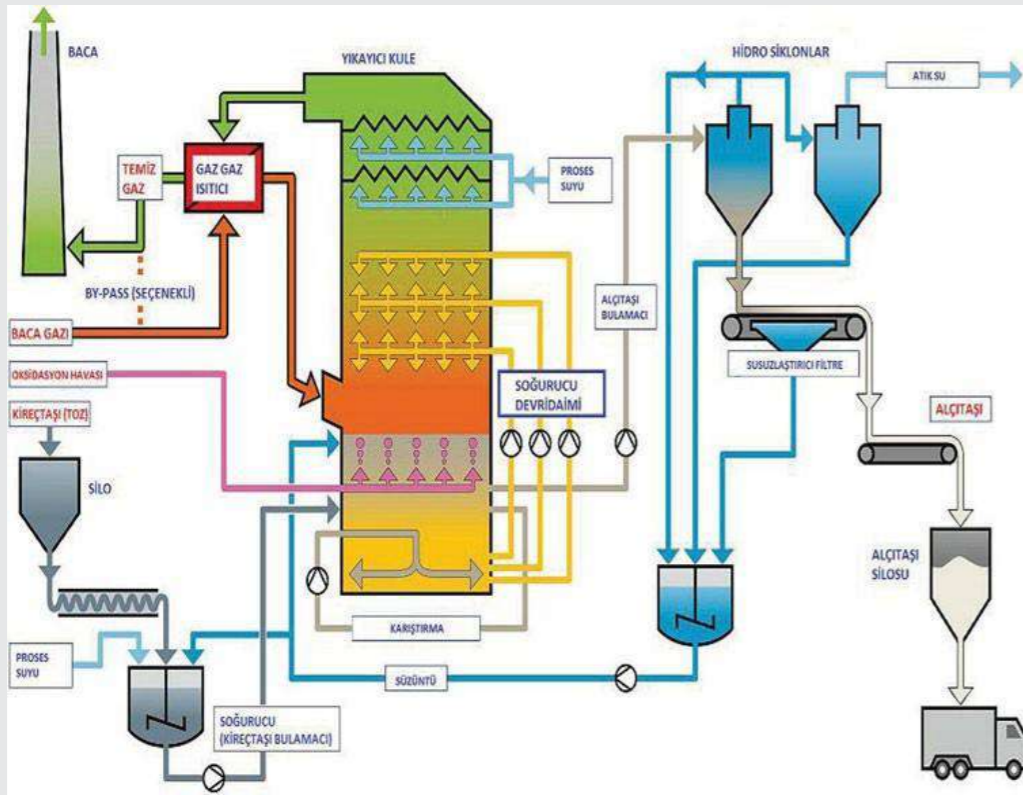 BACA
YIKAYICI KULE
HİDRO SİKLONLAR
ATIK SU
TEMİZ
GAZ
GAZ GAZ
ISITICI
PROSES
SUYU
BY-PASS (SEÇENEKLİ)
ALÇITAŞI
BULAMACI
BACA GAZI
SUSUZLAŞTIRICI FİLTRE
OKSİDASYON HAVASI
SOĞURUCU
DEVRİDAİMİ
KİREÇTAŞI (TOZ)
ALÇITAŞI
SİLO
ALÇITAŞI
SİLOSU
KARIŞTIRMA
PROSES
SUYU
SÜZÜNTÜ
SOĞURUCU
(KİREÇTAŞI BULAMACI)